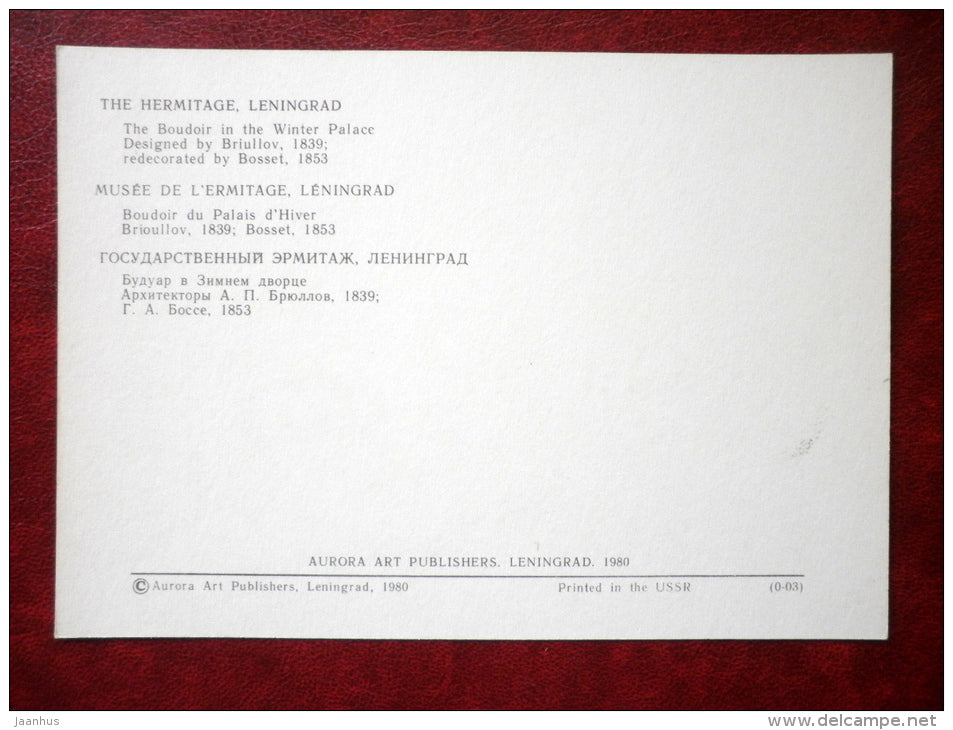 THE HERMITAGE, LENINGRAD
The Boudoir in the Winter Palace
Designed by Briullov, 1839;
redecorated by Bosset, 1853
MUSÉE DE L'ERMITAGE, LÉNINGRAD
Boudoir du Palais d'Hiver
Brioullov, 1839; Bosset, 1853
ГОСУДАРСТВЕННЫЙ ЭРМИТАЖ, ЛЕНИНГРАД
Будуар в Зимнем дворце
Архитекторы А. П. Брюллов, 1839;
Г. А. Боссе, 1853
AURORA ART PUBLISHERS. LENINGRAD. 1980
© Aurora Art Publishers, Leningrad, 1980 Printed in the USSR (0-03)
Jaanhus www.delcampe.net